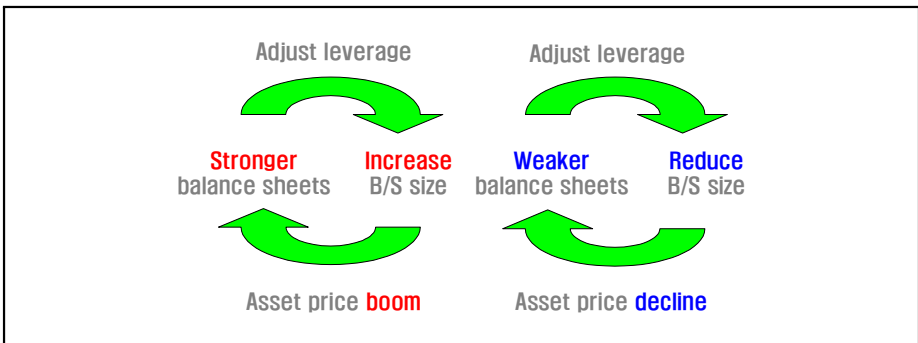 Adjust leverage
Adjust leverage
Stronger
balance sheets
Increase
B/S size
Weaker
balance sheets
Reduce
B/S size
Asset price boom
Asset price decline